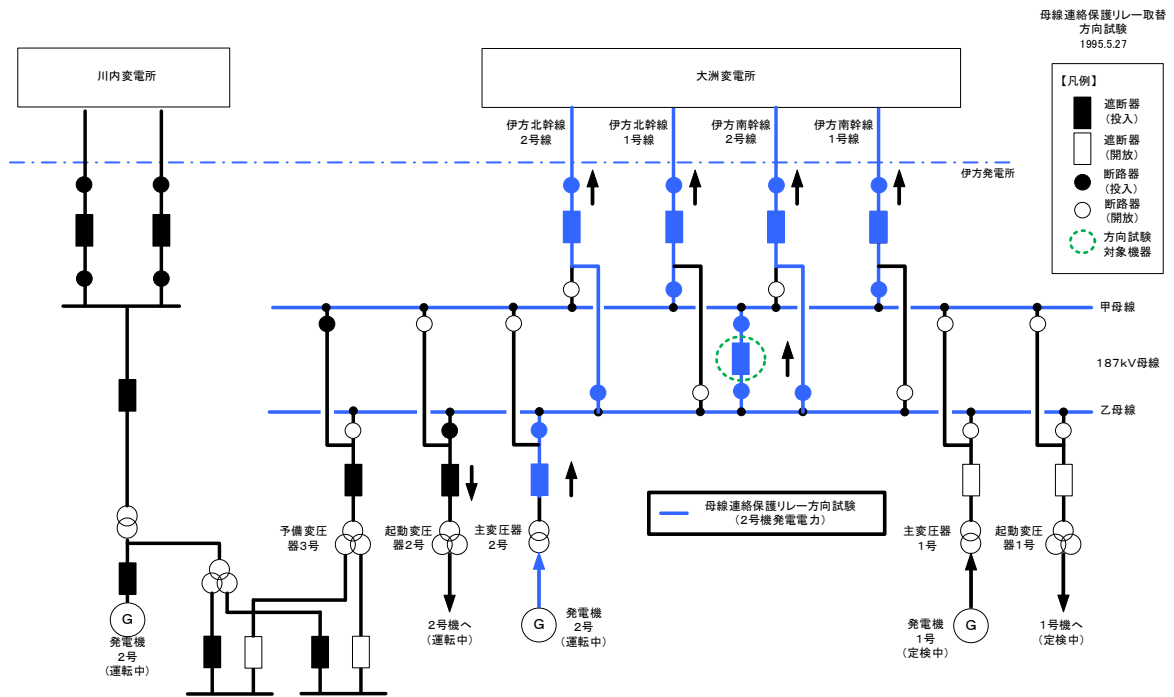 母線連絡保護リレー取替
方向試験
1995.5.27
川内変電所
大洲変電所
【凡例】
遮断器
(投入)
遮断器
(開放)
断路器
(投入)
断路器
(開放)
方向試験
対象機器
伊方北幹線
2号線
伊方北幹線
1号線
伊方南幹線
2号線
伊方南幹線
1号線
伊方発電所
甲母線
187kV母線
乙母線
母線連絡保護リレー方向試験
(2号機発電電力)
予備変圧
器3号
起動変圧
器2号
主変圧器
2号
主変圧器
1号
起動変圧
器1号
G
発電機
2号
(運転中)
2号機へ
(運転中)
発電機
2号
(運転中)
G
発電機
1号
(定検中)
G
1号機へ
(定検中)